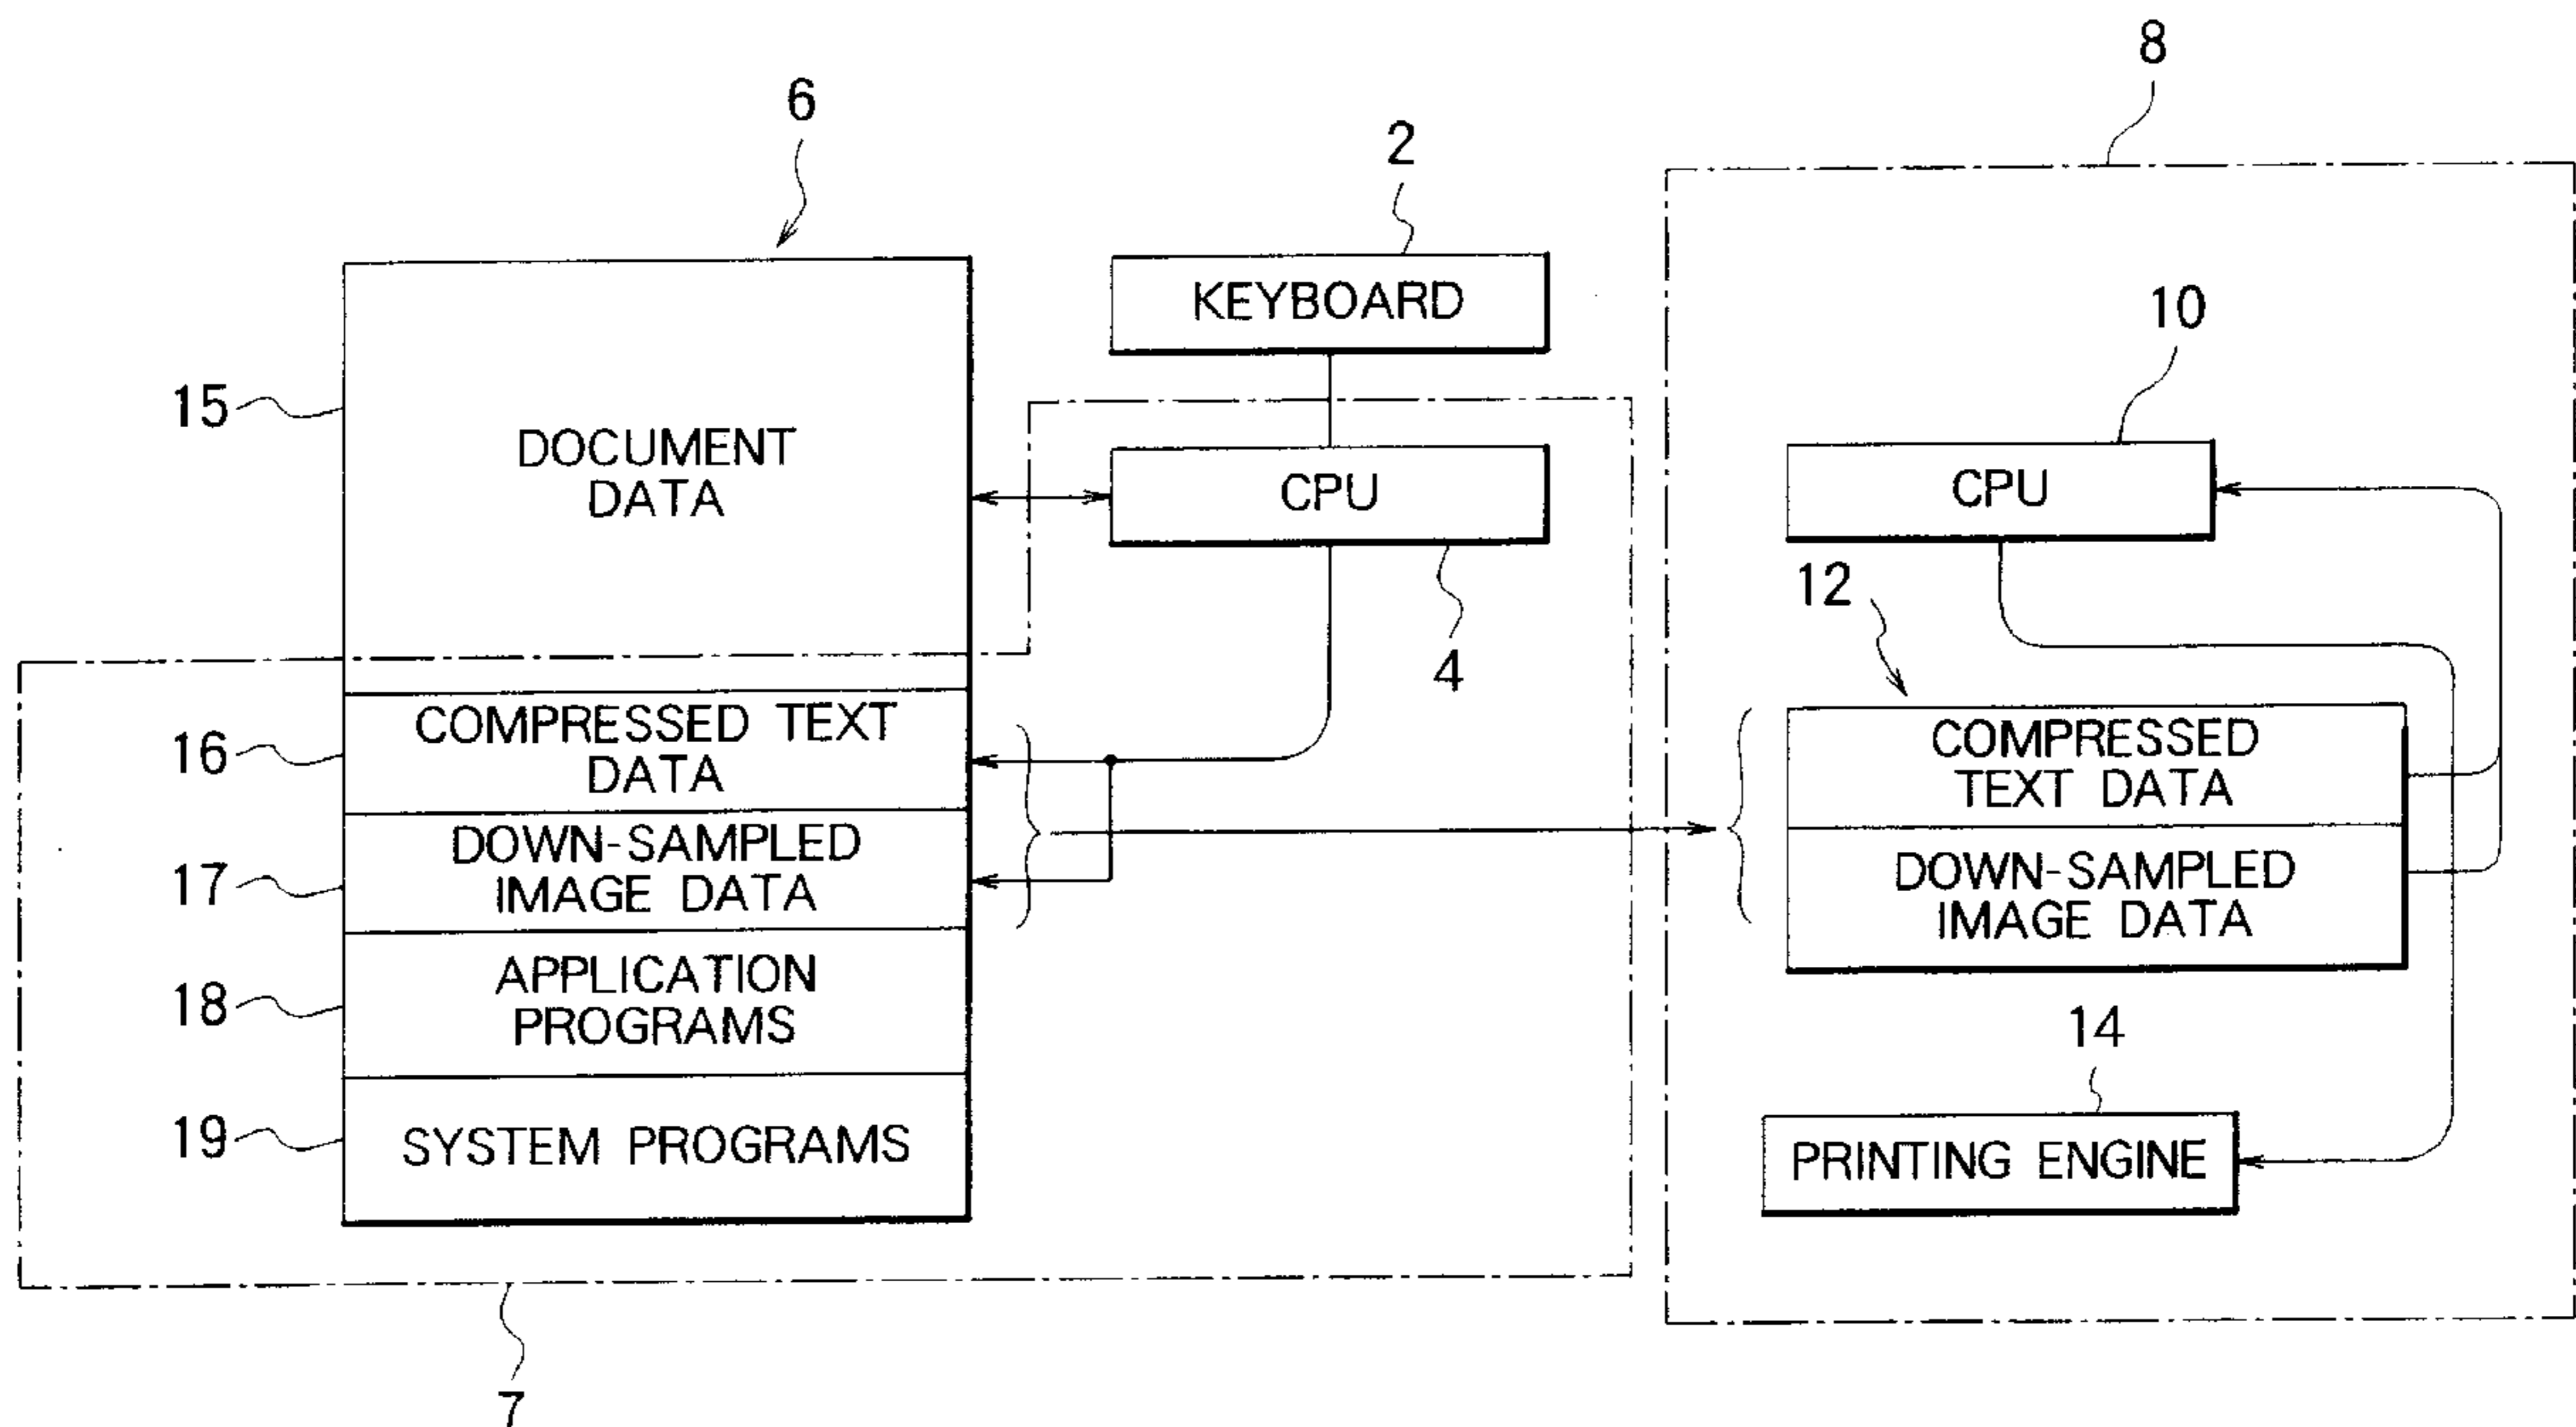 8
6
2
KEYBOARD
10
15
DOCUMENT
DATA
CPU
CPU
12
4
16
COMPRESSED TEXT
DATA
COMPRESSED
TEXT DATA
17
DOWN-SAMPLED
IMAGE DATA
DOWN-SAMPLED
IMAGE DATA
18
APPLICATION
PROGRAMS
14
19
SYSTEM PROGRAMS
PRINTING ENGINE
7